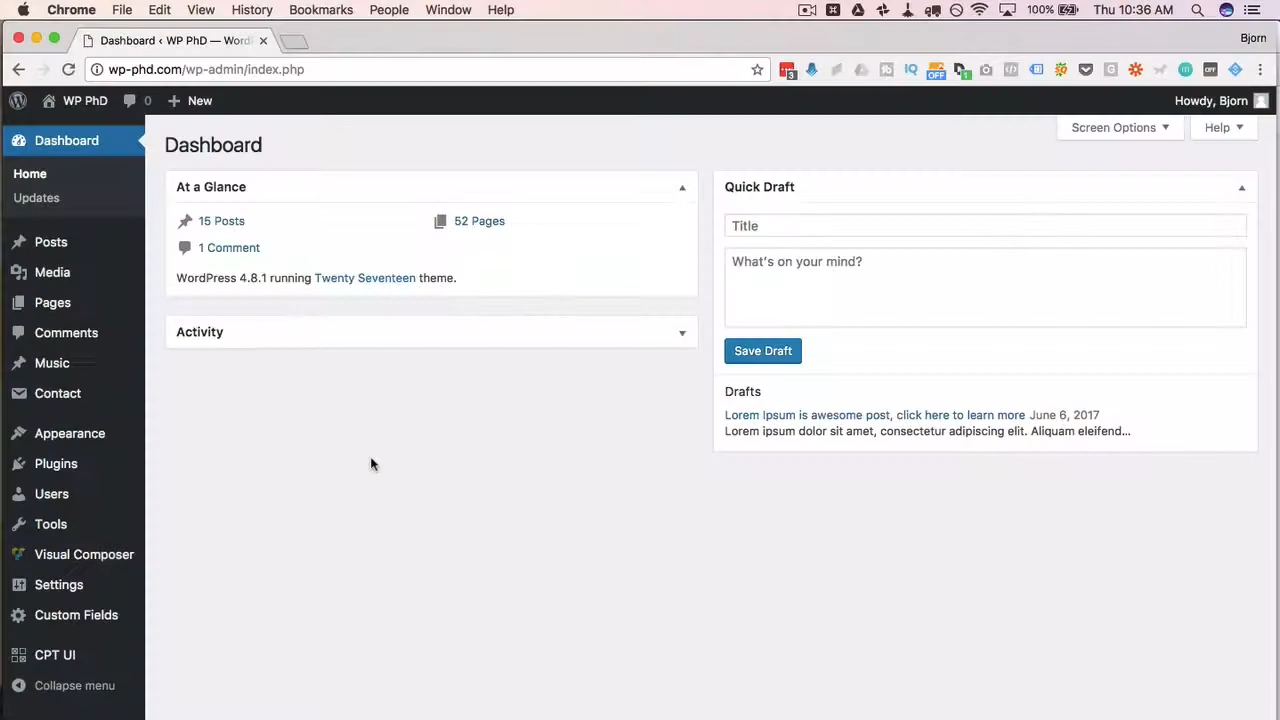 Chrome File Edit View History Bookmarks People Window Help 100% Thu 10:36 AM
Dashboard ‹ WP PhD — Word
Bjorn
wp-phd.com/wp-admin/index.php
WP PhD 0 New Howdy, Bjorn
Screen Options Help
Dashboard
Home
Updates
Posts
Media
Pages
Comments
Music
Contact
Appearance
Plugins
Users
Tools
Visual Composer
Settings
Custom Fields
CPT UI
Collapse menu
Dashboard
At a Glance
15 Posts 52 Pages
1 Comment
WordPress 4.8.1 running Twenty Seventeen theme.
Activity
Quick Draft
Title
What's on your mind?
Save Draft
Drafts
Lorem Ipsum is awesome post, click here to learn more June 6, 2017
Lorem ipsum dolor sit amet, consectetur adipiscing elit. Aliquam eleifend…